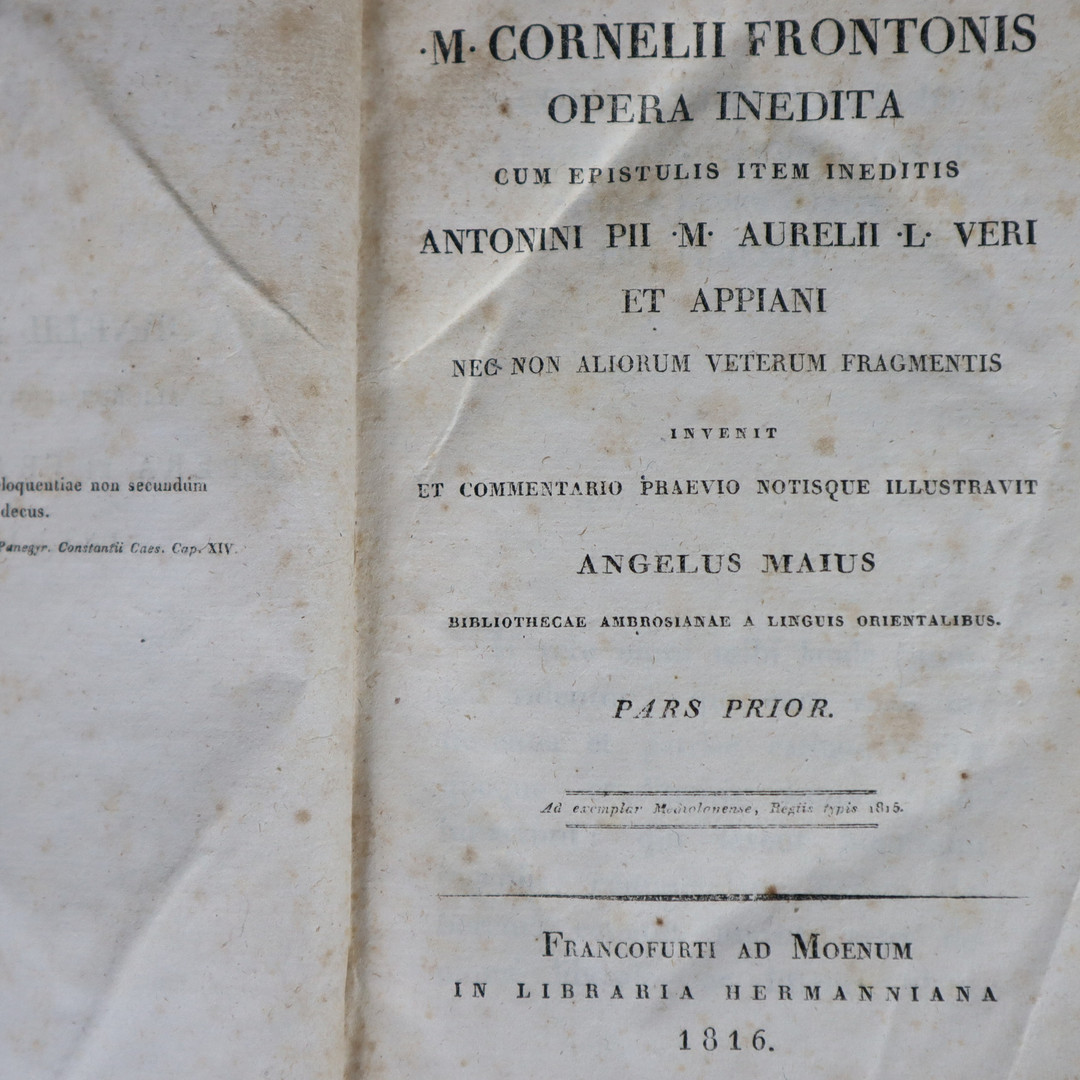 loquentiae non secundum
decus.
Panegyr. Constantii Caes. Cap. XIV.
·M· CORNELII FRONTONIS
OPERA INEDITA
CUM EPISTULIS ITEM INEDITIS
ANTONINI PII ·M· AURELII ·L· VERI
ET APPIANI
NEC NON ALIORUM VETERUM FRAGMENTIS
INVENIT
ET COMMENTARIO PRAEVIO NOTISQUE ILLUSTRAVIT
ANGELUS MAIUS
BIBLIOTHECAE AMBROSIANAE A LINGUIS ORIENTALIBUS.
PARS PRIOR.
Ad exemplar Mediolanense, Regiis typis 1815.
FRANCOFURTI AD MOENUM
IN LIBRARIA HERMANNIANA
1816.